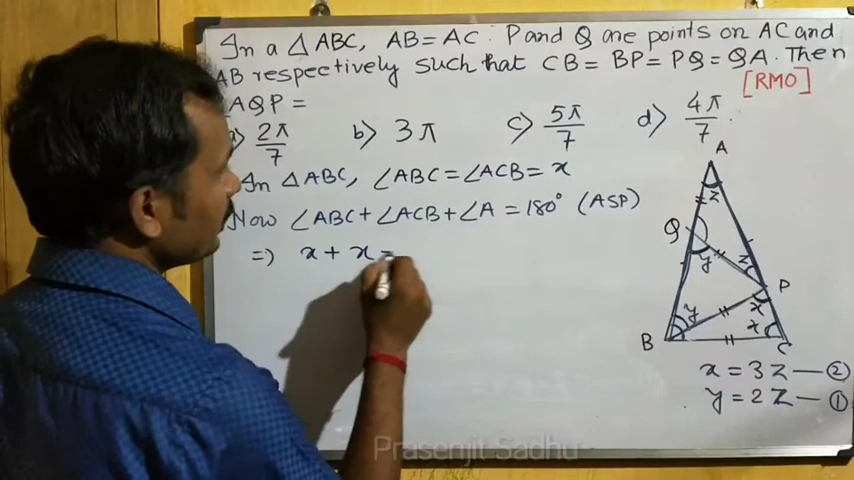 In a △ABC, AB = AC. P and Q are points on AC and
AB respectively such that CB = BP = PQ = QA. Then
∠AQP = [RMO]
a) 2π/7 b) 3π c) 5π/7 d) 4π/7.
In △ABC, ∠ABC = ∠ACB = x
Now ∠ABC + ∠ACB + ∠A = 180° (ASP)
=> x + x =
A
z
Q
y
z
P
y
x
x
B
C
x = 3z — ②
y = 2z — ①
Prasenjit Sadhu